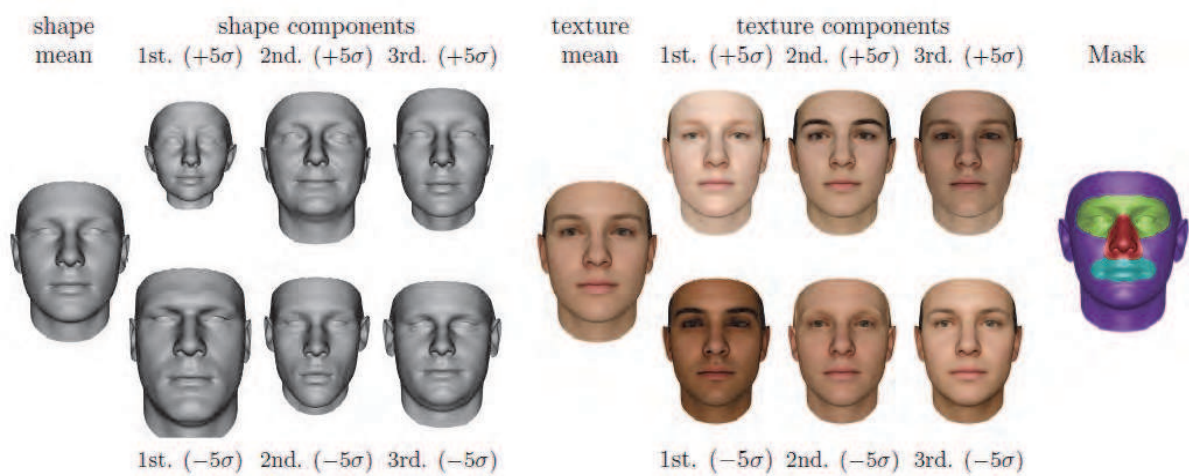 shape shape components texture texture components
mean 1st. (+5σ) 2nd. (+5σ) 3rd. (+5σ) mean 1st. (+5σ) 2nd. (+5σ) 3rd. (+5σ) Mask
1st. (−5σ) 2nd. (−5σ) 3rd. (−5σ) 1st. (−5σ) 2nd. (−5σ) 3rd. (−5σ)